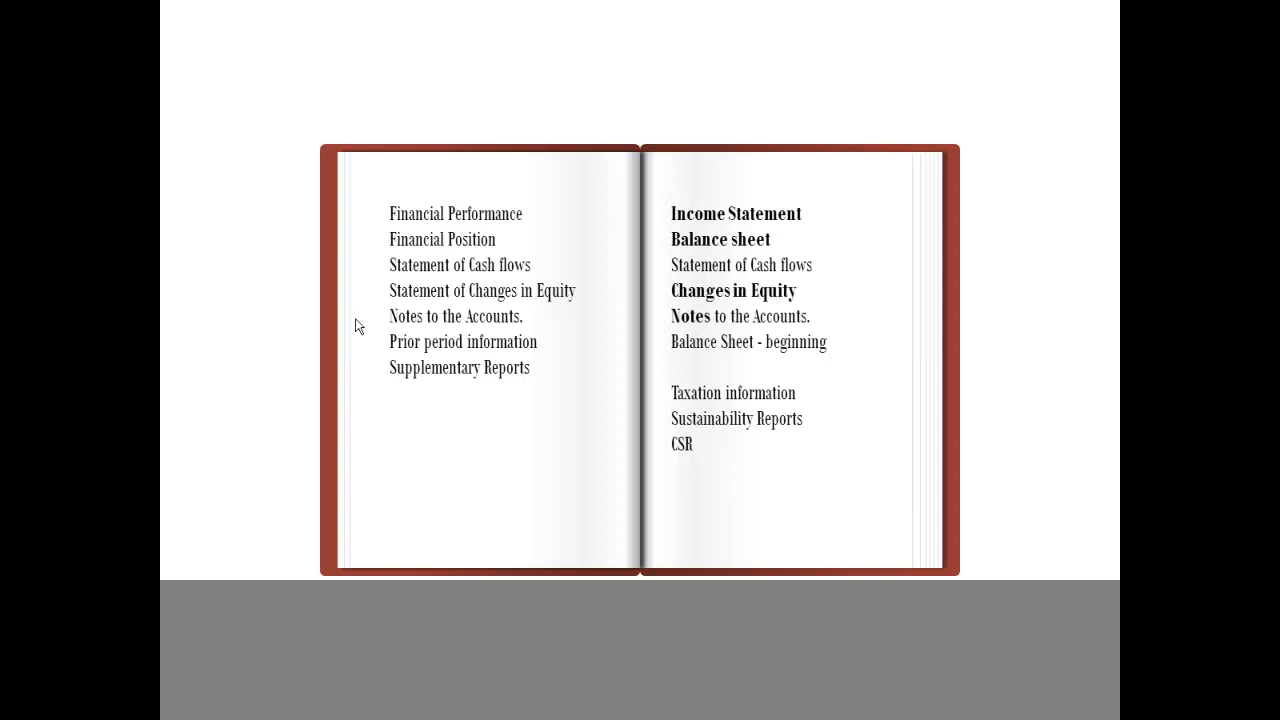 Financial Performance
Financial Position
Statement of Cash flows
Statement of Changes in Equity
Notes to the Accounts.
Prior period information
Supplementary Reports
Income Statement
Balance sheet
Statement of Cash flows
Changes in Equity
Notes to the Accounts.
Balance Sheet - beginning
Taxation information
Sustainability Reports
CSR